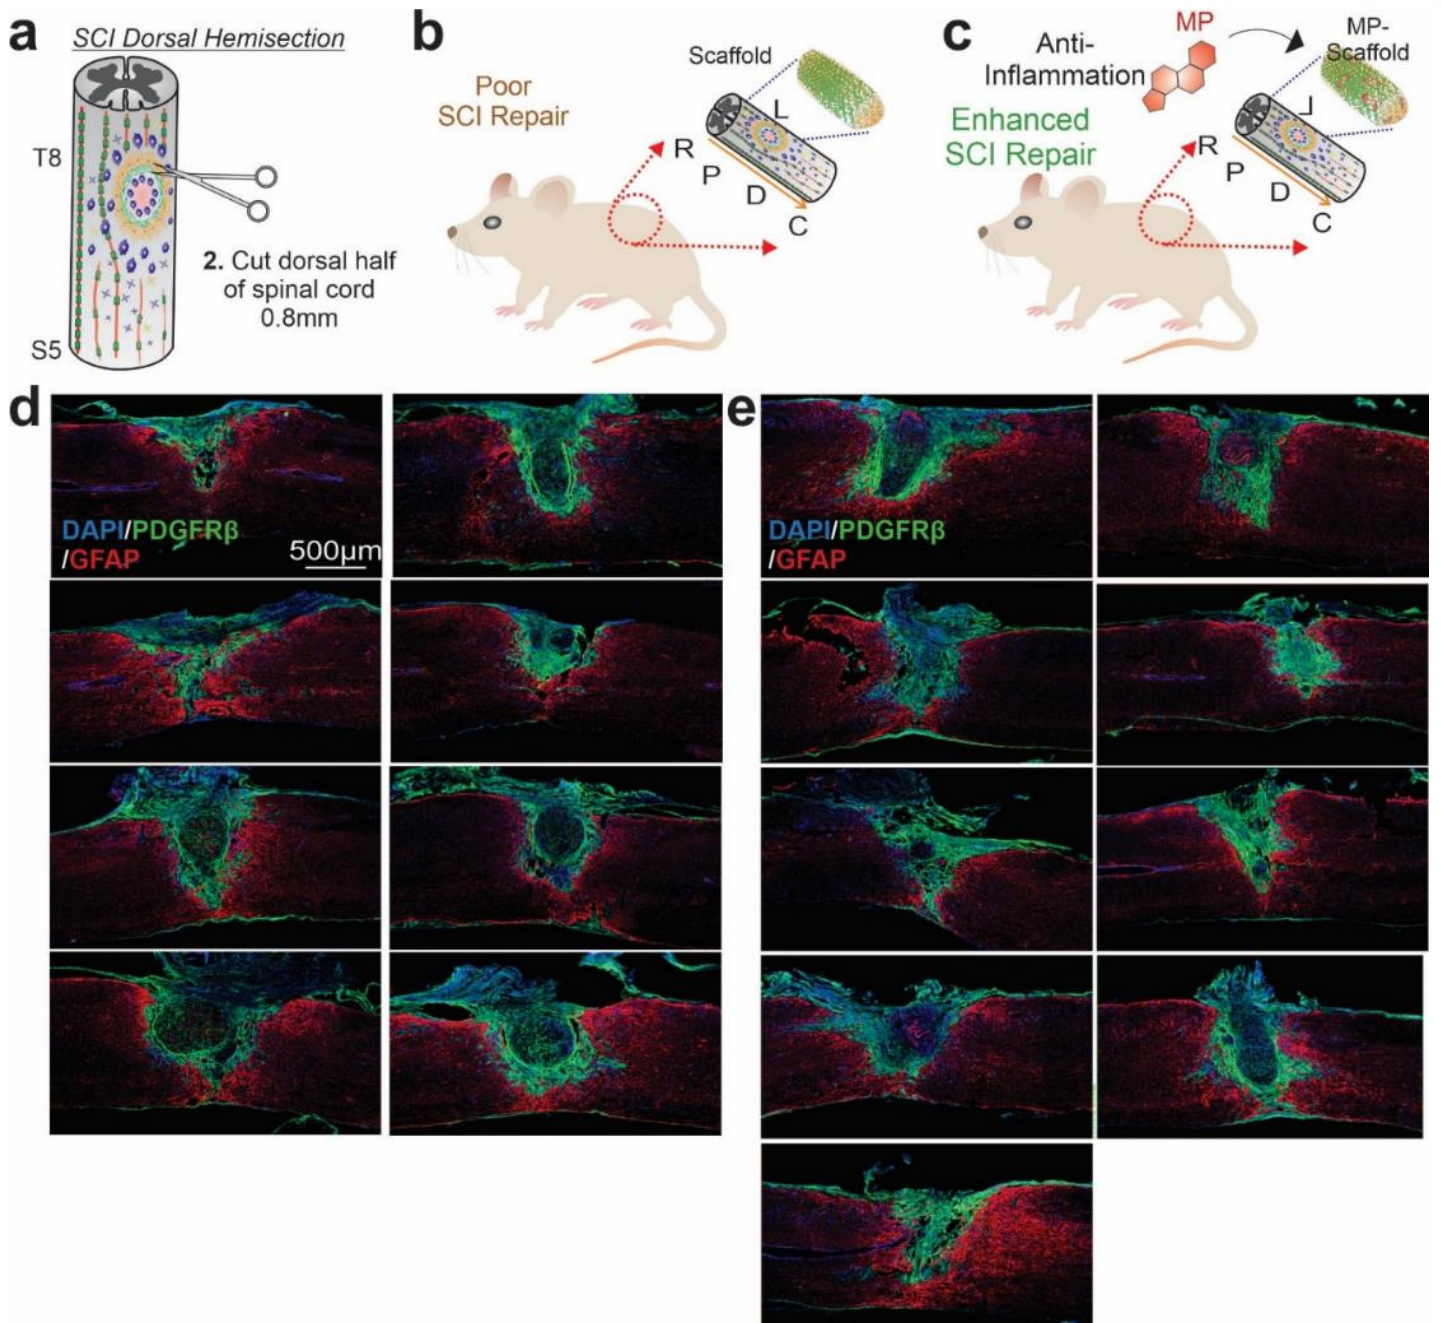 a
SCI Dorsal Hemisection
T8
S5
2. Cut dorsal half
of spinal cord
0.8mm
b
Poor
SCI Repair
Scaffold
R
P
D
C
L
c
Anti-
Inflammation
MP
MP-
Scaffold
Enhanced
SCI Repair
R
P
D
C
L
d
DAPI/PDGFRβ
/GFAP
500µm
e
DAPI/PDGFRβ
/GFAP